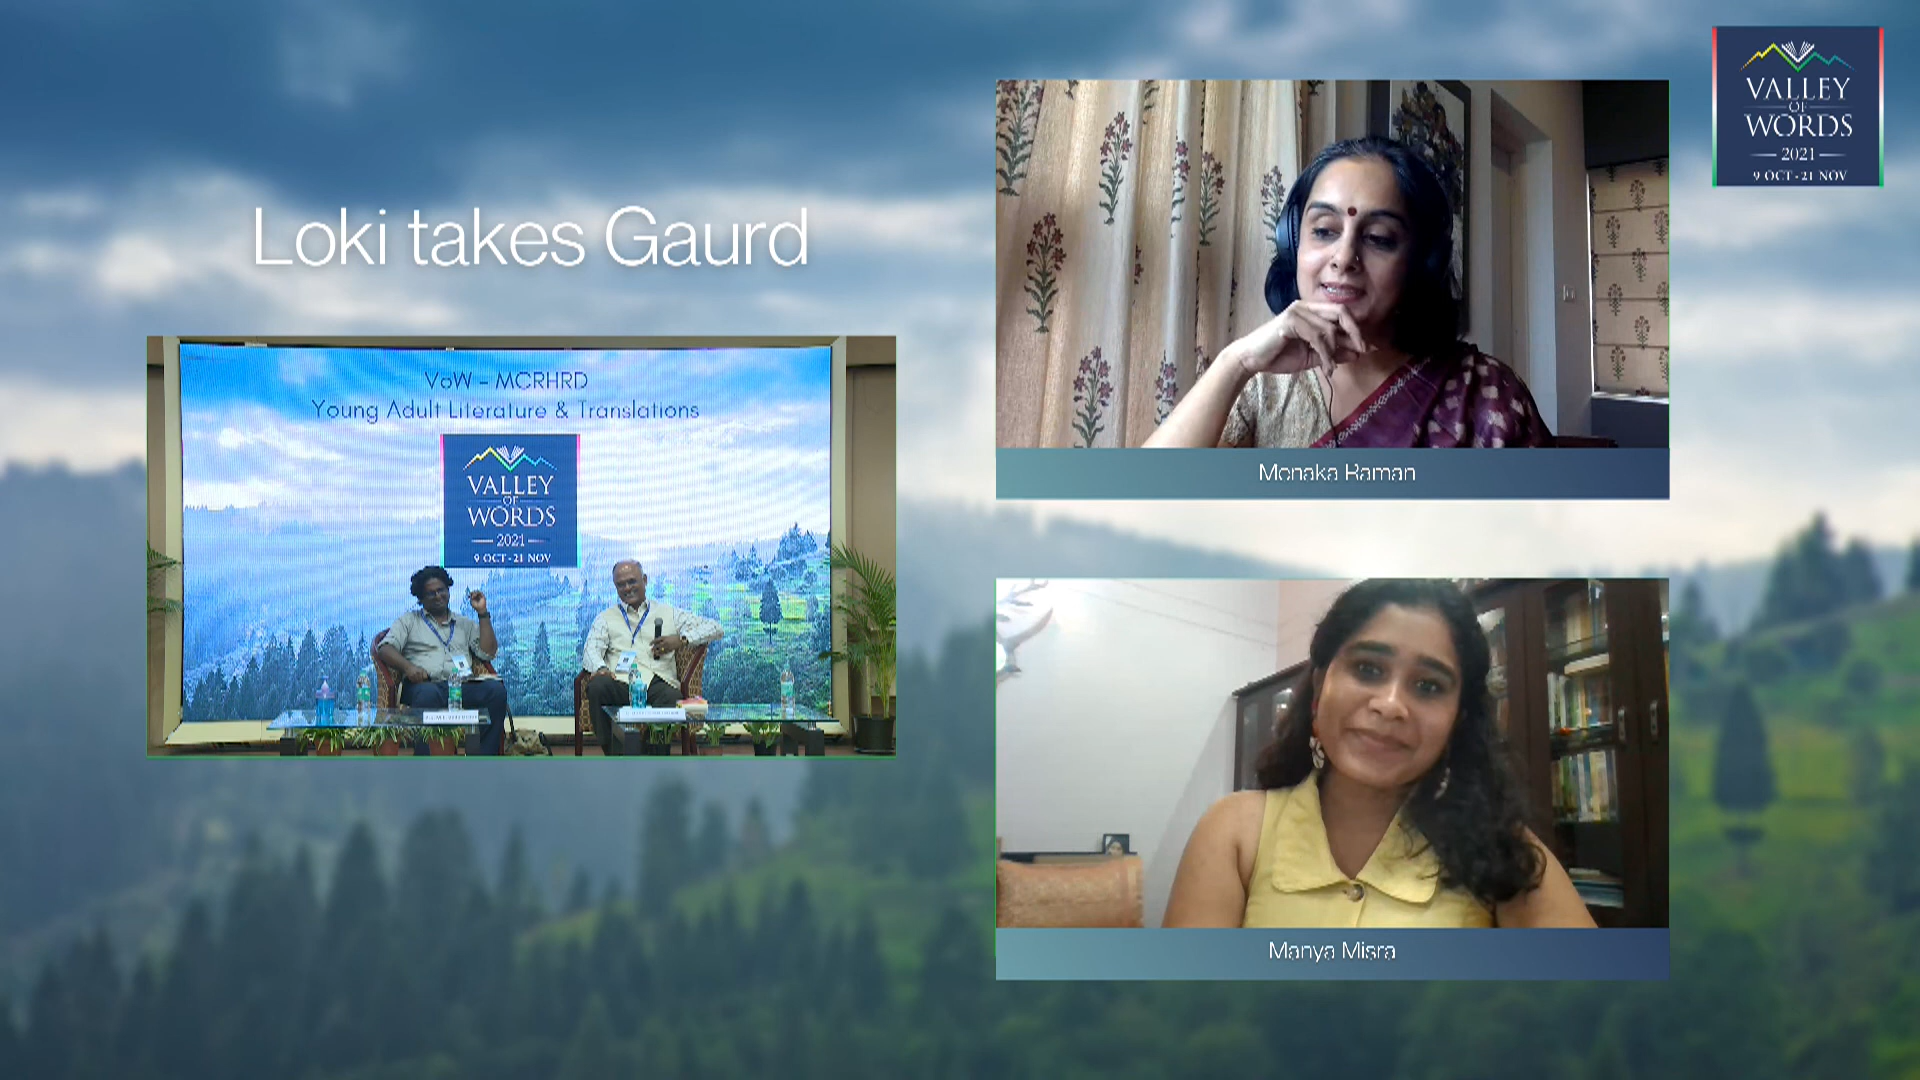 Loki takes Gaurd
VoW - MCRHRD
Young Adult Literature & Translations
VALLEY
OF
WORDS
2021
9 OCT - 21 NOV
VALLEY
OF
WORDS
2021
9 OCT - 21 NOV
Monaka Raman
Manya Misra